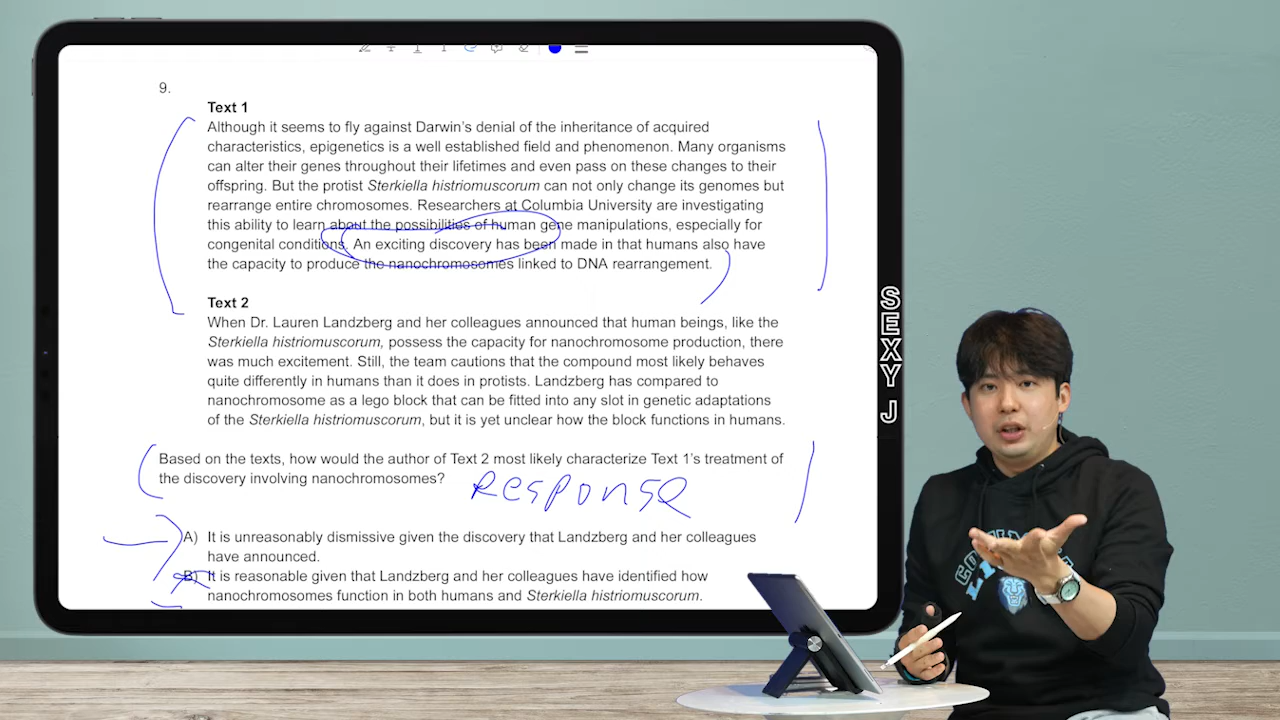 9.
Text 1
Although it seems to fly against Darwin's denial of the inheritance of acquired
characteristics, epigenetics is a well established field and phenomenon. Many organisms
can alter their genes throughout their lifetimes and even pass on these changes to their
offspring. But the protist Sterkiella histriomuscorum can not only change its genomes but
rearrange entire chromosomes. Researchers at Columbia University are investigating
this ability to learn about the possibilities of human gene manipulations, especially for
congenital conditions. An exciting discovery has been made in that humans also have
the capacity to produce the nanochromosomes linked to DNA rearrangement.
Text 2
When Dr. Lauren Landzberg and her colleagues announced that human beings, like the
Sterkiella histriomuscorum, possess the capacity for nanochromosome production, there
was much excitement. Still, the team cautions that the compound most likely behaves
quite differently in humans than it does in protists. Landzberg has compared to
nanochromosome as a lego block that can be fitted into any slot in genetic adaptations
of the Sterkiella histriomuscorum, but it is yet unclear how the block functions in humans.
Based on the texts, how would the author of Text 2 most likely characterize Text 1's treatment of
the discovery involving nanochromosomes?
Response
A) It is unreasonably dismissive given the discovery that Landzberg and her colleagues
have announced.
B) It is reasonable given that Landzberg and her colleagues have identified how
nanochromosomes function in both humans and Sterkiella histriomuscorum.
SEXY J